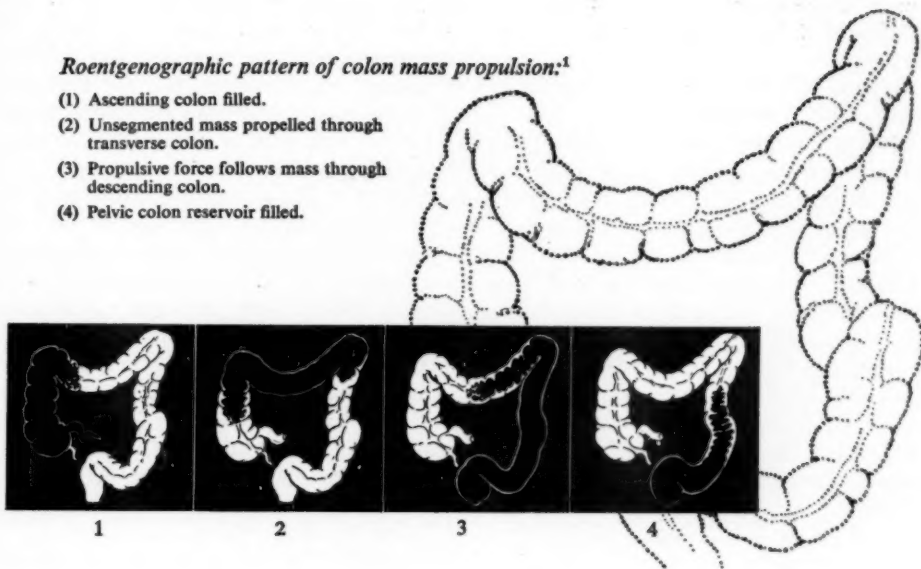 Roentgenographic pattern of colon mass propulsion:¹
(1) Ascending colon filled.
(2) Unsegmented mass propelled through
transverse colon.
(3) Propulsive force follows mass through
descending colon.
(4) Pelvic colon reservoir filled.
1 2 3 4